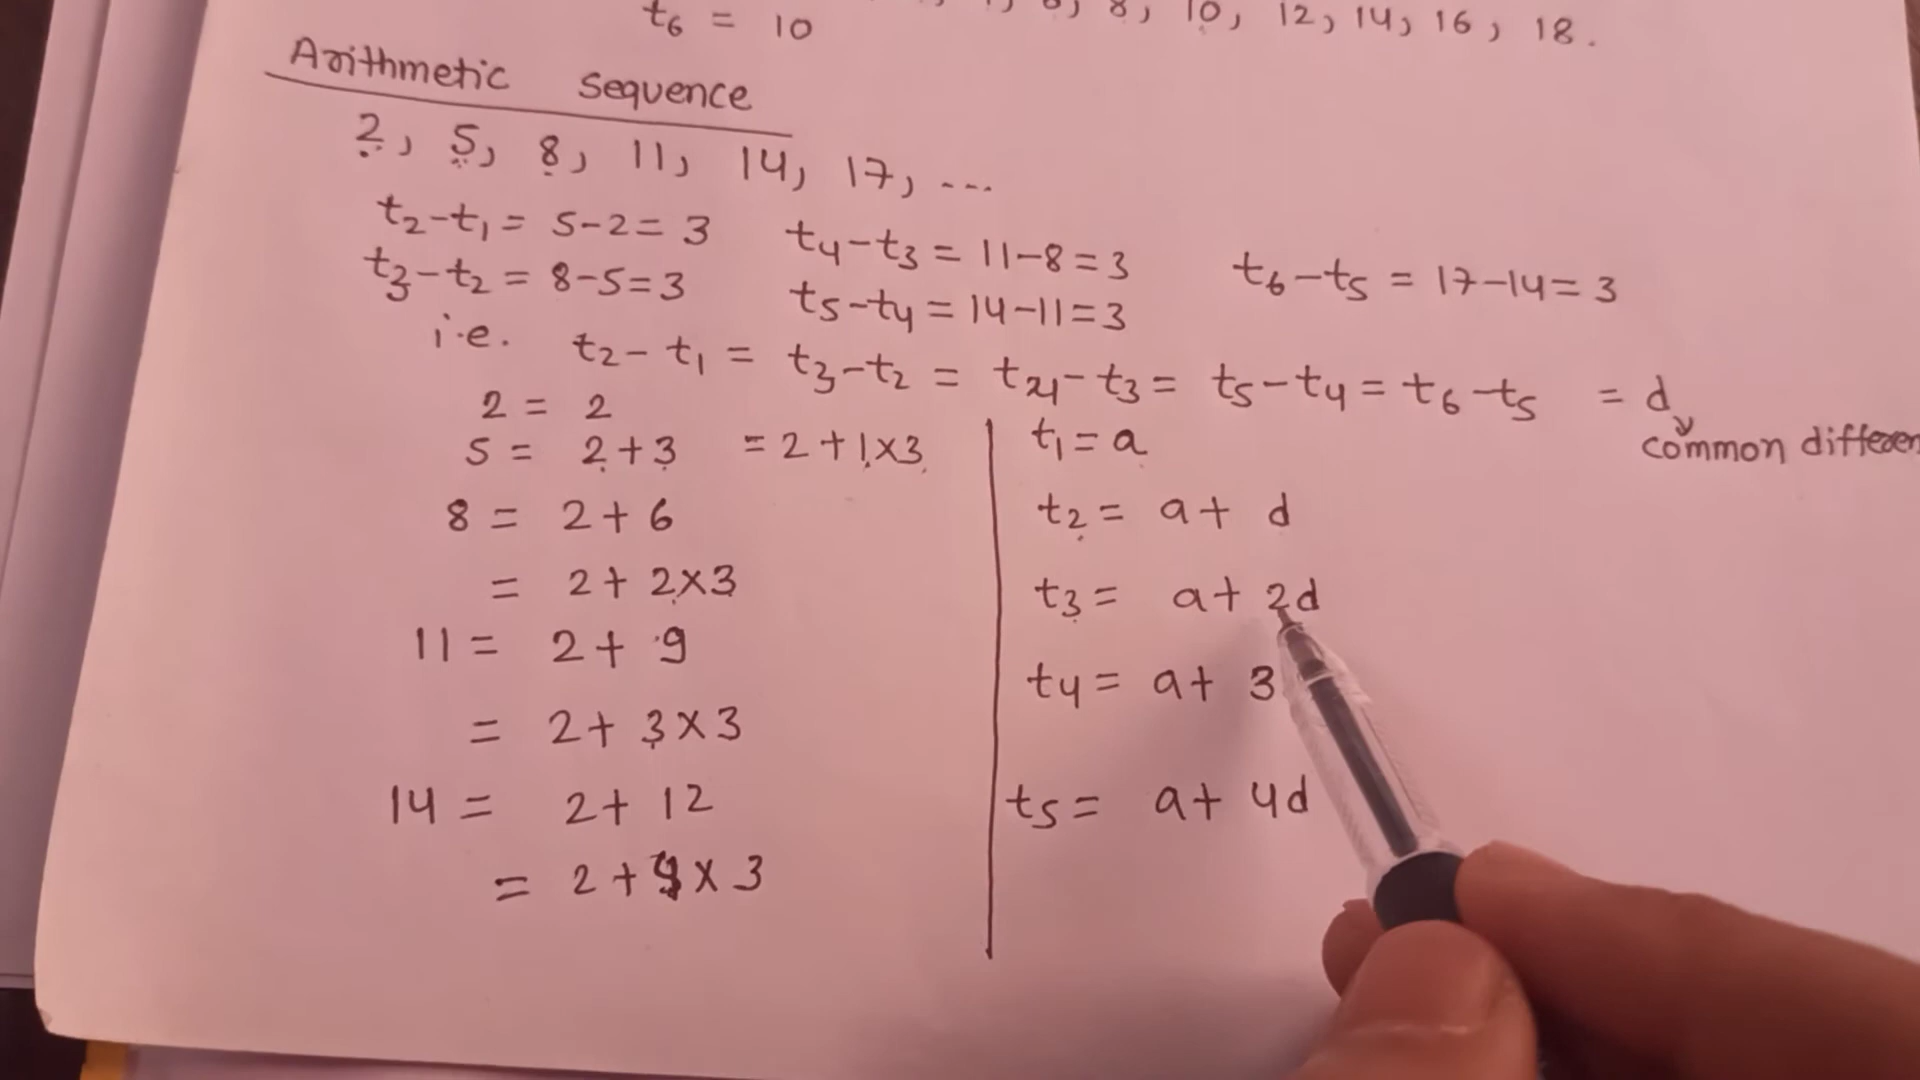 t₆ = 10
8, 10, 12, 14, 16, 18.
Arithmetic Sequence
2, 5, 8, 11, 14, 17, ...
t₂-t₁ = 5-2 = 3 t₄-t₃ = 11-8 = 3 t₆-t₅ = 17-14 = 3
t₃-t₂ = 8-5=3 t₅-t₄ = 14-11=3
i.e. t₂-t₁ = t₃-t₂ = t₄-t₃ = t₅-t₄ = t₆-t₅ = d
common differen
2 = 2
5 = 2+3 = 2+1×3
8 = 2+6
= 2+2×3
11 = 2+9
= 2+3×3
14 = 2+12
= 2+4×3
t₁ = a
t₂ = a+ d
t₃ = a+ 2d
t₄ = a+ 3
t₅ = a+ 4d